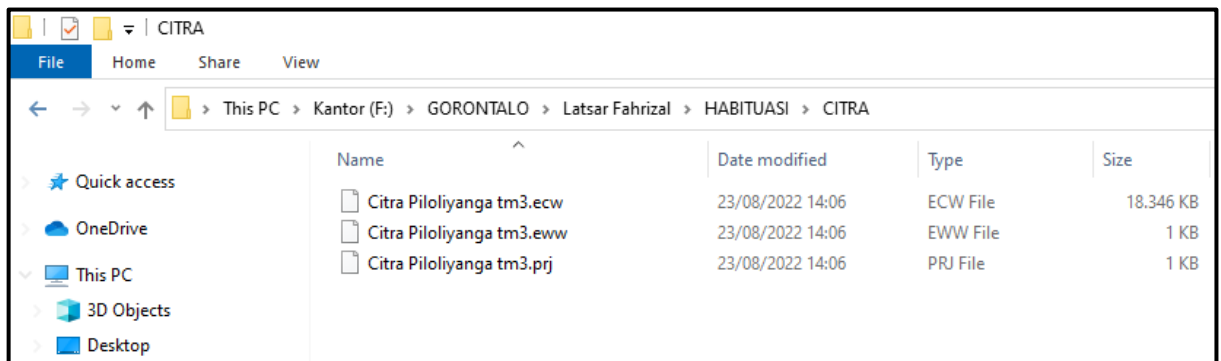 CITRA
File Home Share View
This PC > Kantor (F:) > GORONTALO > Latsar Fahrizal > HABITUASI > CITRA
Name Date modified Type Size
Quick access
Citra Piloliyanga tm3.ecw 23/08/2022 14:06 ECW File 18.346 KB
OneDrive
Citra Piloliyanga tm3.eww 23/08/2022 14:06 EWW File 1 KB
This PC
Citra Piloliyanga tm3.prj 23/08/2022 14:06 PRJ File 1 KB
3D Objects
Desktop